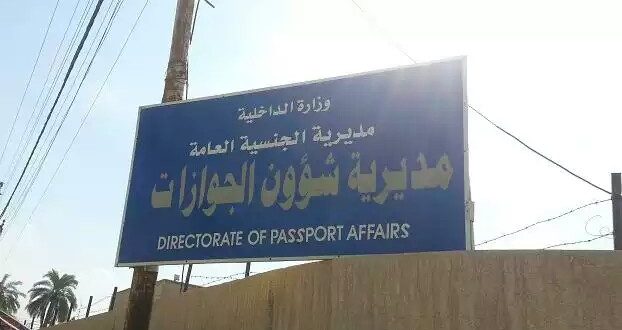 وزارة الداخلية
مديرية الجنسية العامة
مديرية شؤون الجوازات
DIRECTORATE OF PASSPORT AFFAIRS